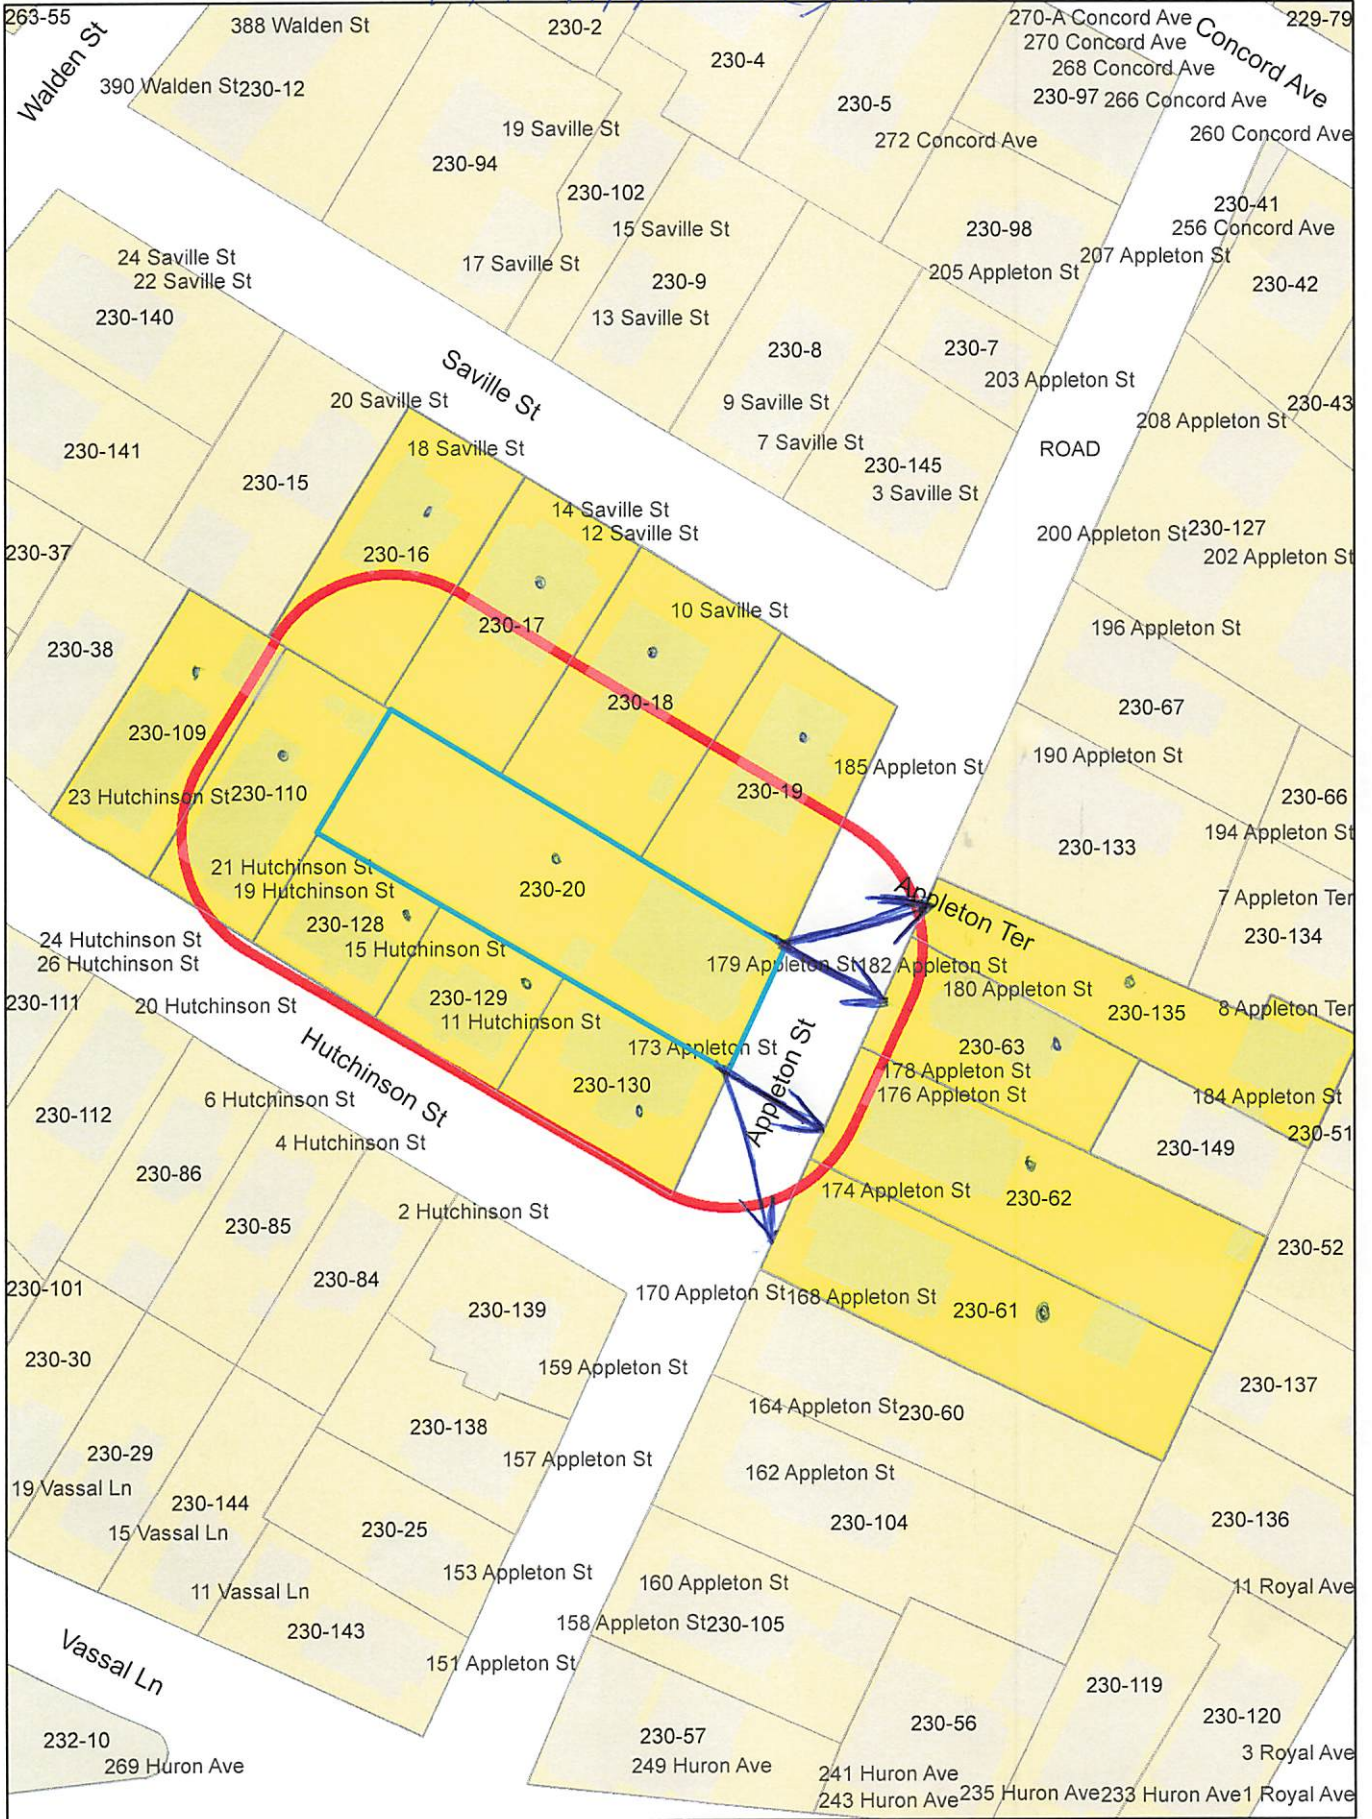 263-55
388 Walden St
230-2
270-A Concord Ave
229-79
Walden St
270 Concord Ave
Concord Ave
230-4
268 Concord Ave
390 Walden St 230-12
230-5
230-97 266 Concord Ave
19 Saville St
272 Concord Ave
260 Concord Ave
230-94
230-102
230-41
15 Saville St
230-98
256 Concord Ave
24 Saville St
17 Saville St
207 Appleton St
22 Saville St
230-9
205 Appleton St
230-42
230-140
13 Saville St
230-8
230-7
Saville St
203 Appleton St
20 Saville St
9 Saville St
230-43
208 Appleton St
230-141
18 Saville St
7 Saville St
ROAD
230-15
230-145
3 Saville St
14 Saville St
12 Saville St
200 Appleton St 230-127
230-37
230-16
202 Appleton St
10 Saville St
230-17
196 Appleton St
230-38
230-18
230-67
230-109
190 Appleton St
185 Appleton St
23 Hutchinson St 230-110
230-19
230-66
194 Appleton St
230-133
21 Hutchinson St
19 Hutchinson St
230-20
Appleton Ter
7 Appleton Ter
230-128
24 Hutchinson St
15 Hutchinson St
230-134
26 Hutchinson St
179 Appleton St 182 Appleton St
230-111
230-129
180 Appleton St
20 Hutchinson St
11 Hutchinson St
230-135
8 Appleton Ter
Hutchinson St
173 Appleton St
230-63
Appleton St
178 Appleton St
230-130
176 Appleton St
184 Appleton St
6 Hutchinson St
230-112
230-51
4 Hutchinson St
230-149
230-86
174 Appleton St
230-62
2 Hutchinson St
230-85
230-52
230-84
230-101
170 Appleton St 168 Appleton St
230-139
230-61
230-30
159 Appleton St
230-137
164 Appleton St 230-60
230-138
230-29
157 Appleton St
162 Appleton St
19 Vassal Ln
230-144
230-25
230-104
230-136
15 Vassal Ln
153 Appleton St
160 Appleton St
11 Royal Ave
11 Vassal Ln
158 Appleton St 230-105
230-143
Vassal Ln
151 Appleton St
230-119
230-120
232-10
230-57
230-56
3 Royal Ave
269 Huron Ave
249 Huron Ave
241 Huron Ave
243 Huron Ave 235 Huron Ave 233 Huron Ave 1 Royal Ave